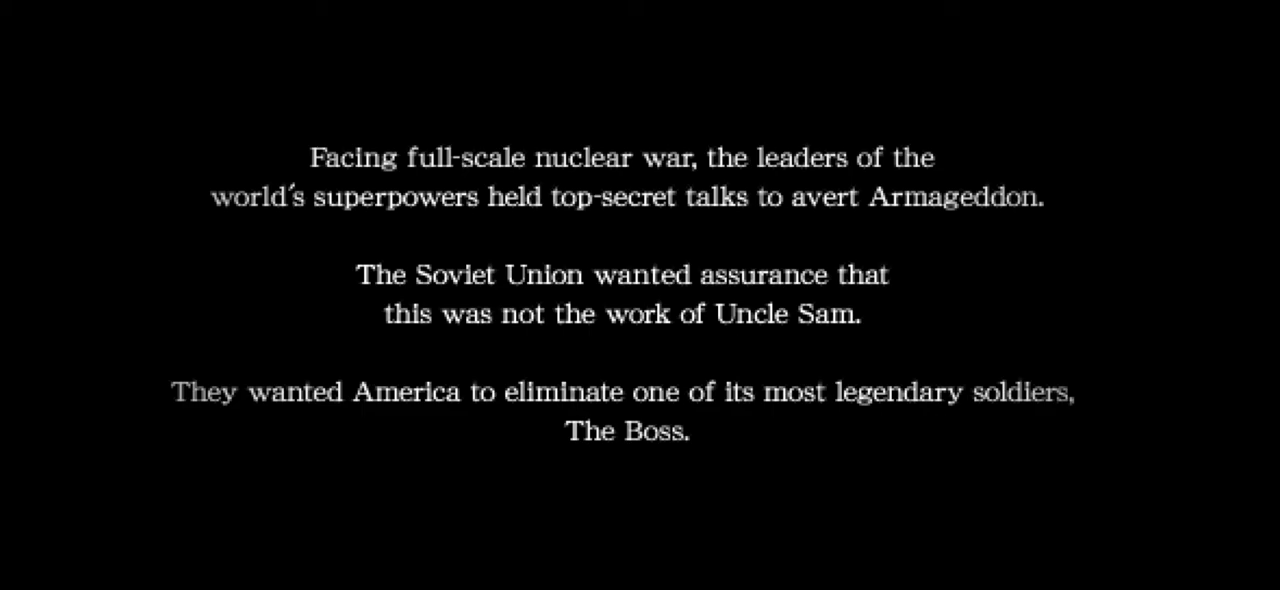 Facing full-scale nuclear war, the leaders of the
world's superpowers held top-secret talks to avert Armageddon.
The Soviet Union wanted assurance that
this was not the work of Uncle Sam.
They wanted America to eliminate one of its most legendary soldiers,
The Boss.